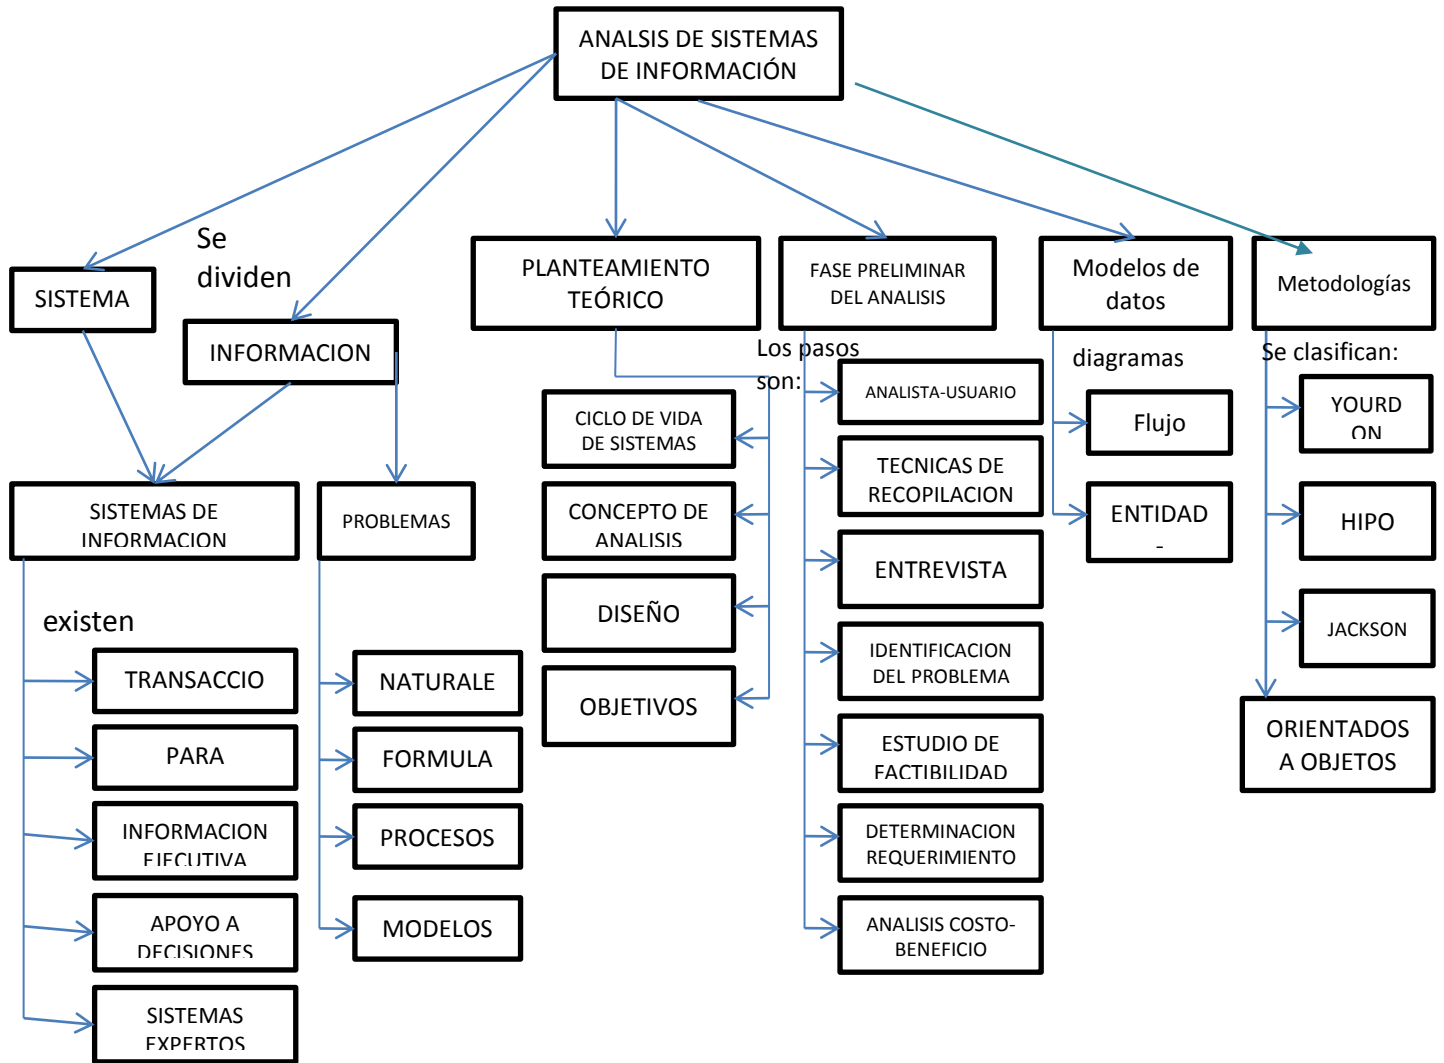 ANALSIS DE SISTEMAS
DE INFORMACIÓN
Se
dividen
SISTEMA
INFORMACION
PLANTEAMIENTO
TEÓRICO
FASE PRELIMINAR
DEL ANALISIS
Modelos de
datos
Metodologías
SISTEMAS DE
INFORMACION
PROBLEMAS
existen
TRANSACCIO
PARA
INFORMACION
EJECUTIVA
APOYO A
DECISIONES
SISTEMAS
EXPERTOS
NATURALE
FORMULA
PROCESOS
MODELOS
CICLO DE VIDA
DE SISTEMAS
CONCEPTO DE
ANALISIS
DISEÑO
OBJETIVOS
Los pasos
son:
ANALISTA-USUARIO
TECNICAS DE
RECOPILACION
ENTREVISTA
IDENTIFICACION
DEL PROBLEMA
ESTUDIO DE
FACTIBILIDAD
DETERMINACION
REQUERIMIENTO
ANALISIS COSTO-
BENEFICIO
diagramas
Flujo
ENTIDAD
-
Se clasifican:
YOURD
ON
HIPO
JACKSON
ORIENTADOS
A OBJETOS